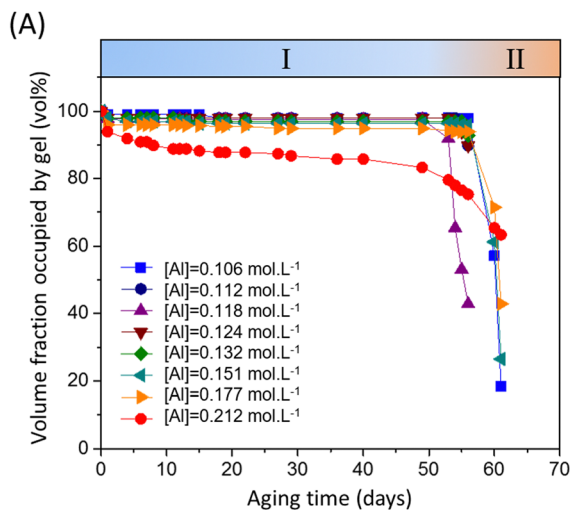 (A)
I II
Volume fraction occupied by gel (vol%)
100
80
60
40
20
0
[Al]=0.106 mol.L⁻¹
[Al]=0.112 mol.L⁻¹
[Al]=0.118 mol.L⁻¹
[Al]=0.124 mol.L⁻¹
[Al]=0.132 mol.L⁻¹
[Al]=0.151 mol.L⁻¹
[Al]=0.177 mol.L⁻¹
[Al]=0.212 mol.L⁻¹
0 10 20 30 40 50 60 70
Aging time (days)